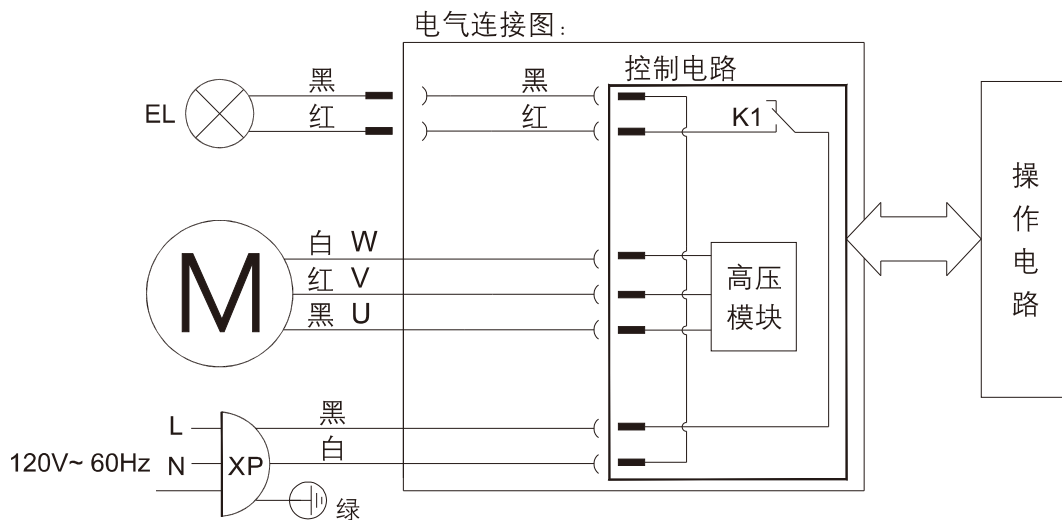 电气连接图：
控制电路
EL
黑
红
黑
红
K1
操作电路
M
白 W
红 V
黑 U
高压
模块
L
黑
120V~ 60Hz
N
XP
白
绿